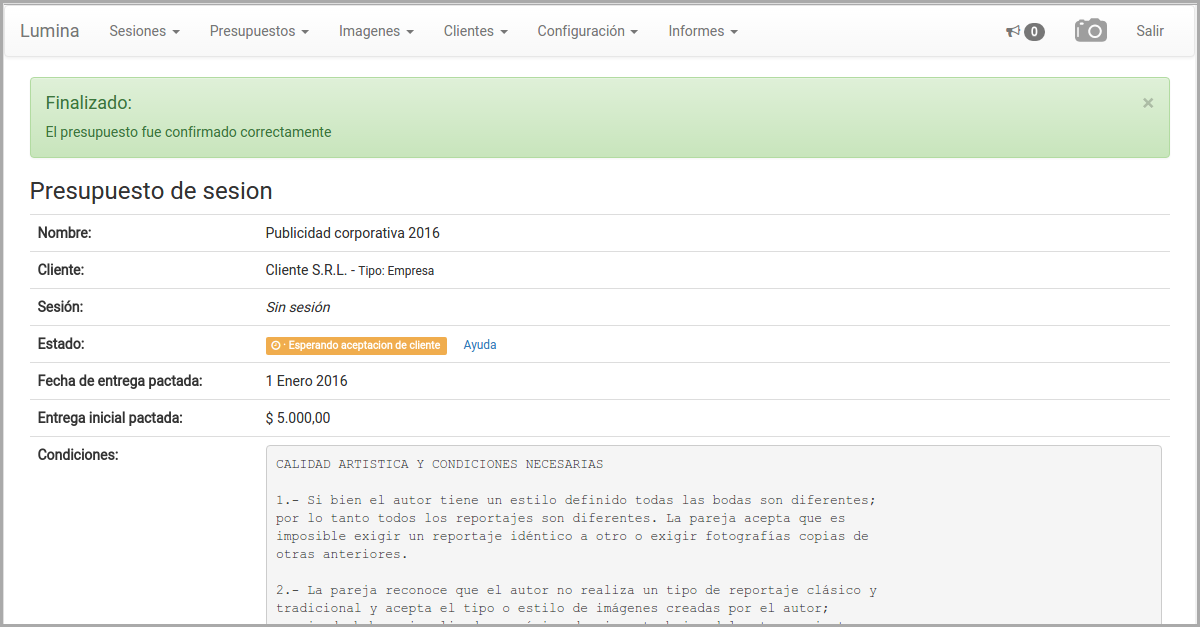 Lumina Sesiones Presupuestos Imagenes Clientes Configuración Informes 0 Salir
Finalizado: ×
El presupuesto fue confirmado correctamente
Presupuesto de sesion
Nombre: Publicidad corporativa 2016
Cliente: Cliente S.R.L. - Tipo: Empresa
Sesión: Sin sesión
Estado: · Esperando aceptacion de cliente Ayuda
Fecha de entrega pactada: 1 Enero 2016
Entrega inicial pactada: $ 5.000,00
Condiciones:
CALIDAD ARTISTICA Y CONDICIONES NECESARIAS
1.- Si bien el autor tiene un estilo definido todas las bodas son diferentes;
por lo tanto todos los reportajes son diferentes. La pareja acepta que es
imposible exigir un reportaje idéntico a otro o exigir fotografías copias de
otras anteriores.
2.- La pareja reconoce que el autor no realiza un tipo de reportaje clásico y
tradicional y acepta el tipo o estilo de imágenes creadas por el autor;